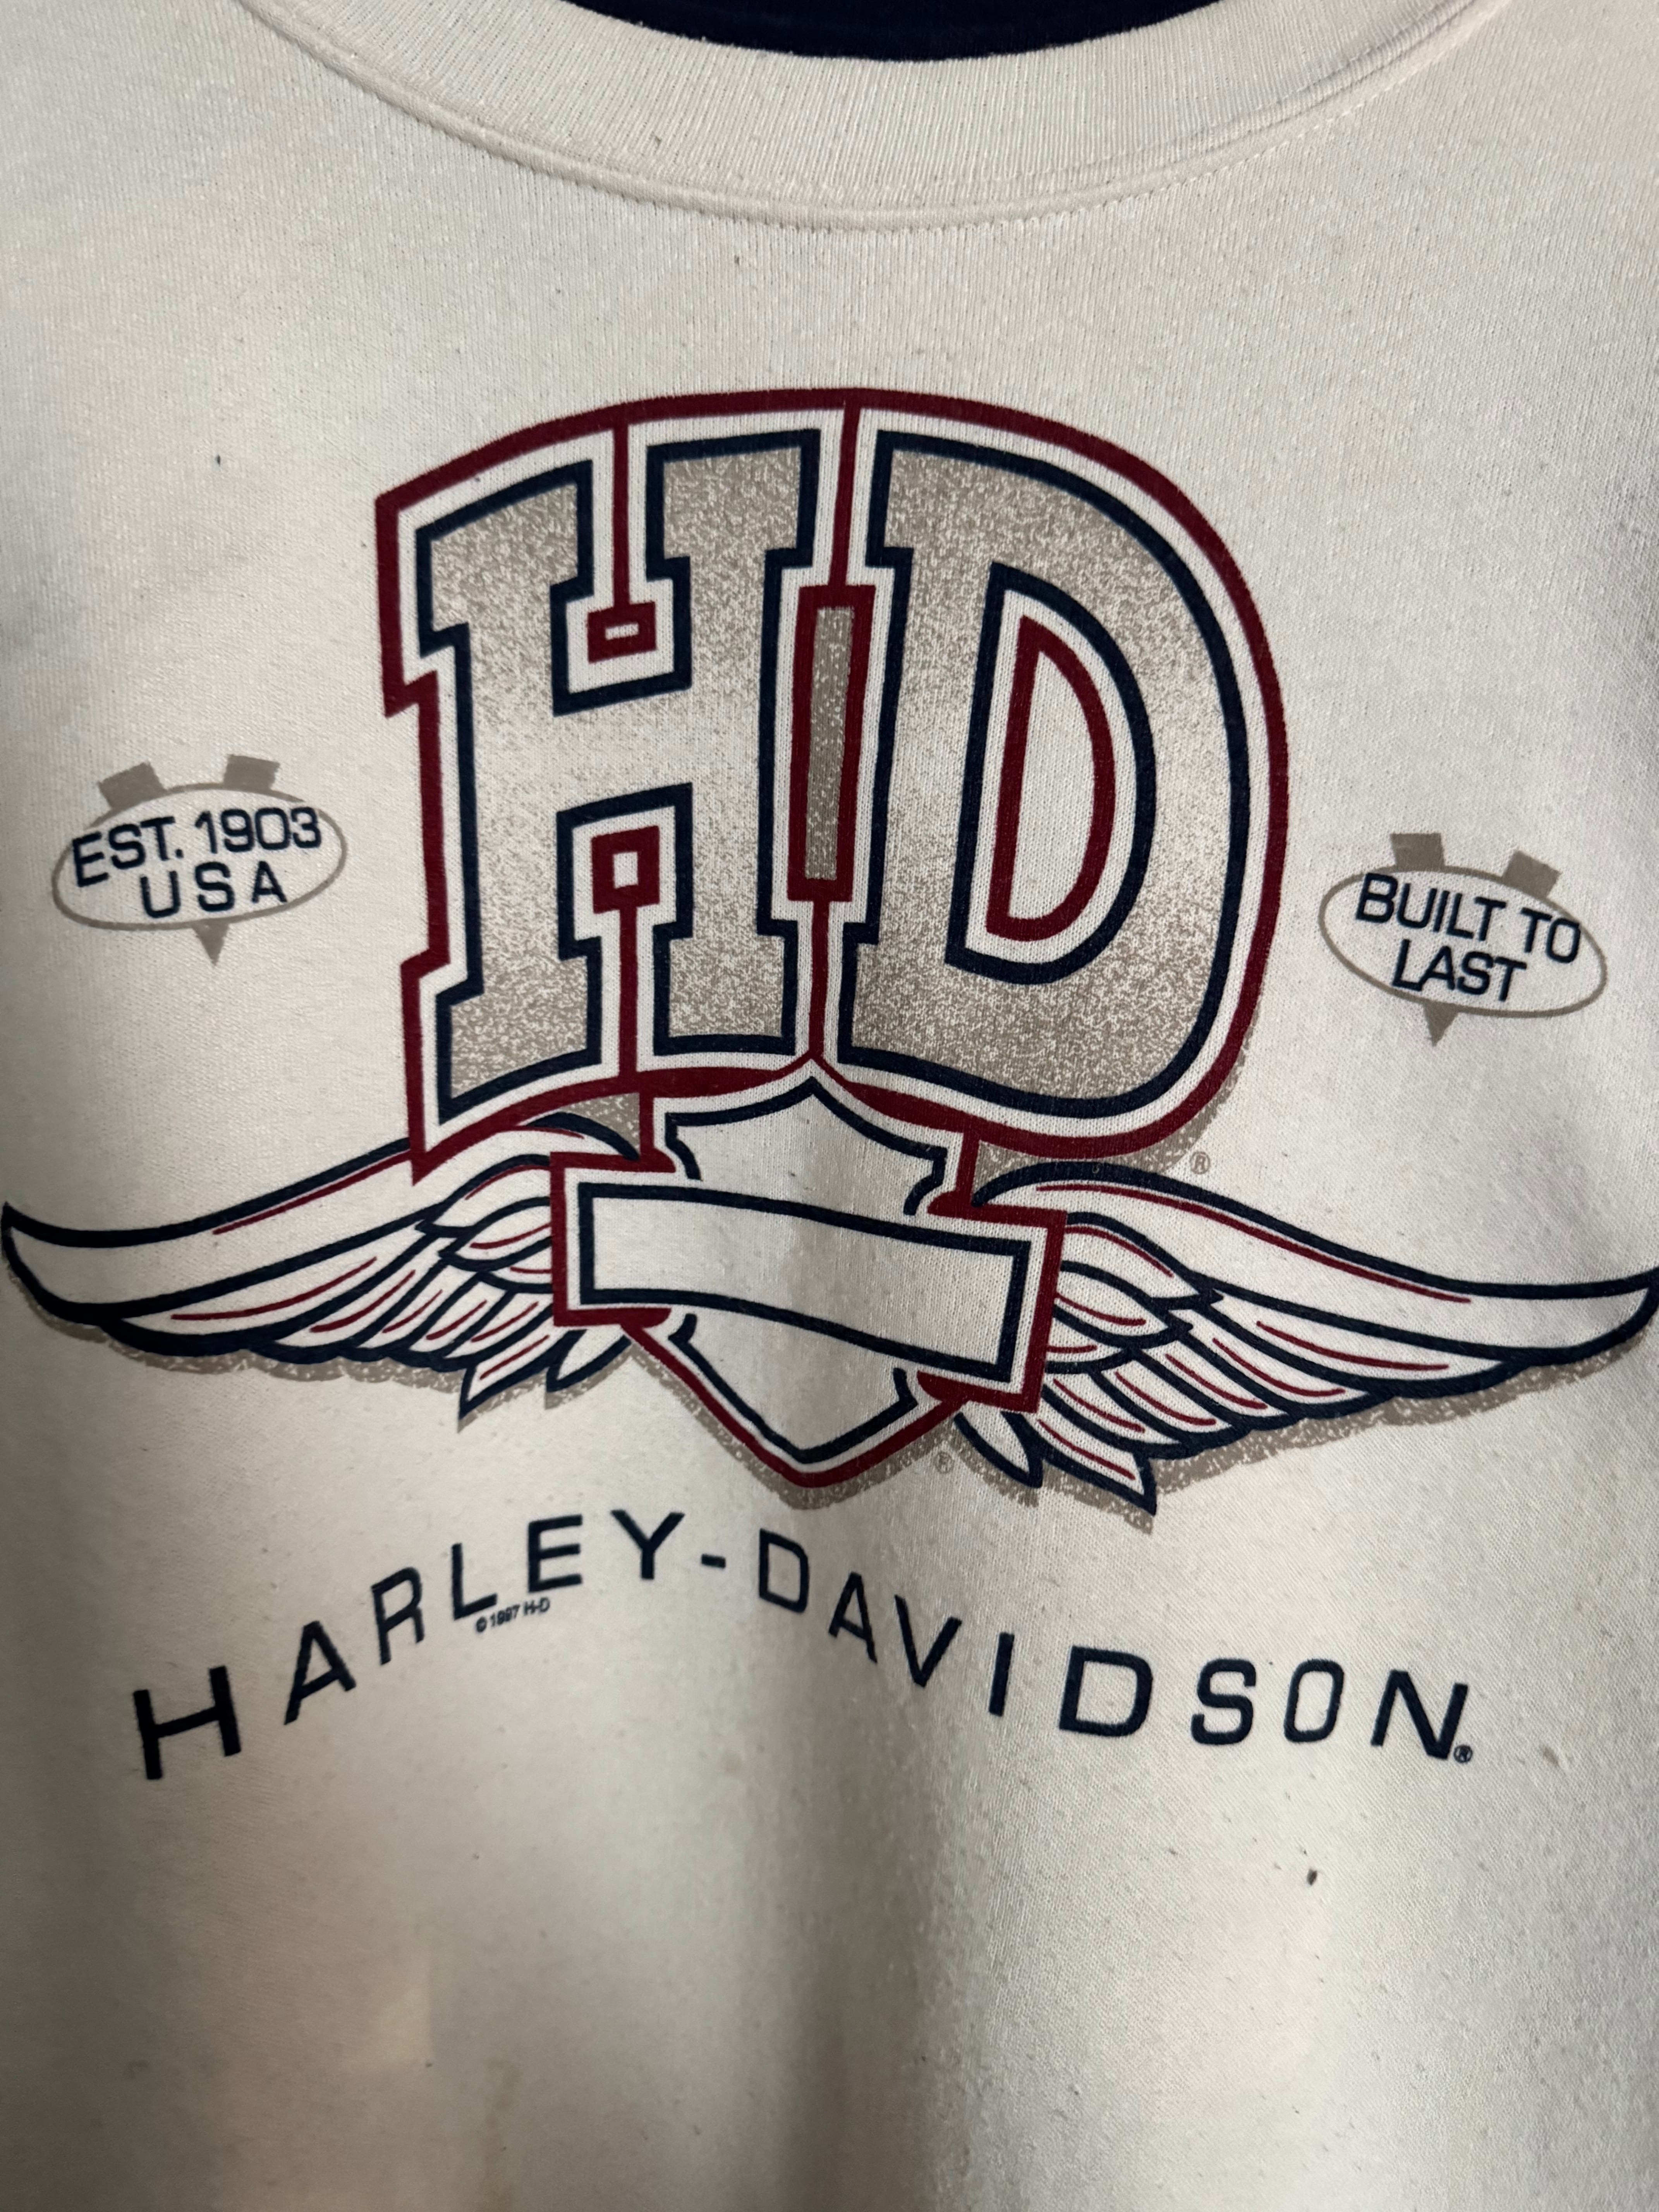 HD
EST. 1903
USA
BUILT TO
LAST
®
®
HARLEY-DAVIDSON®
© 1997 H-D